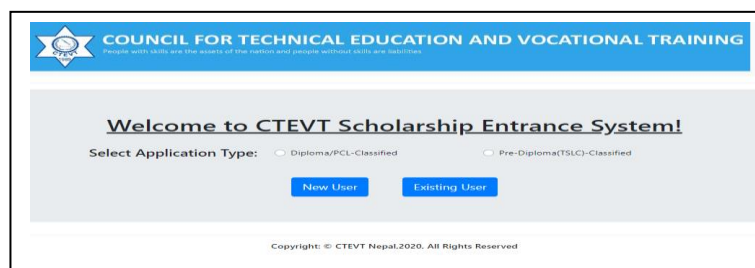 CTEVT
COUNCIL FOR TECHNICAL EDUCATION AND VOCATIONAL TRAINING
People with skills are the assets of the nation and people without skills are liabilities
Welcome to CTEVT Scholarship Entrance System!
Select Application Type: Diploma/PCL-Classified Pre-Diploma(TSLC)-Classified
New User Existing User
Copyright: © CTEVT Nepal,2020, All Rights Reserved